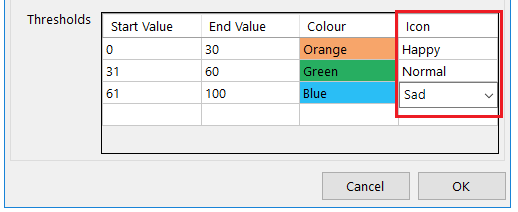 Thresholds Start Value End Value Colour Icon
0 30 Orange Happy
31 60 Green Normal
61 100 Blue Sad
Cancel OK